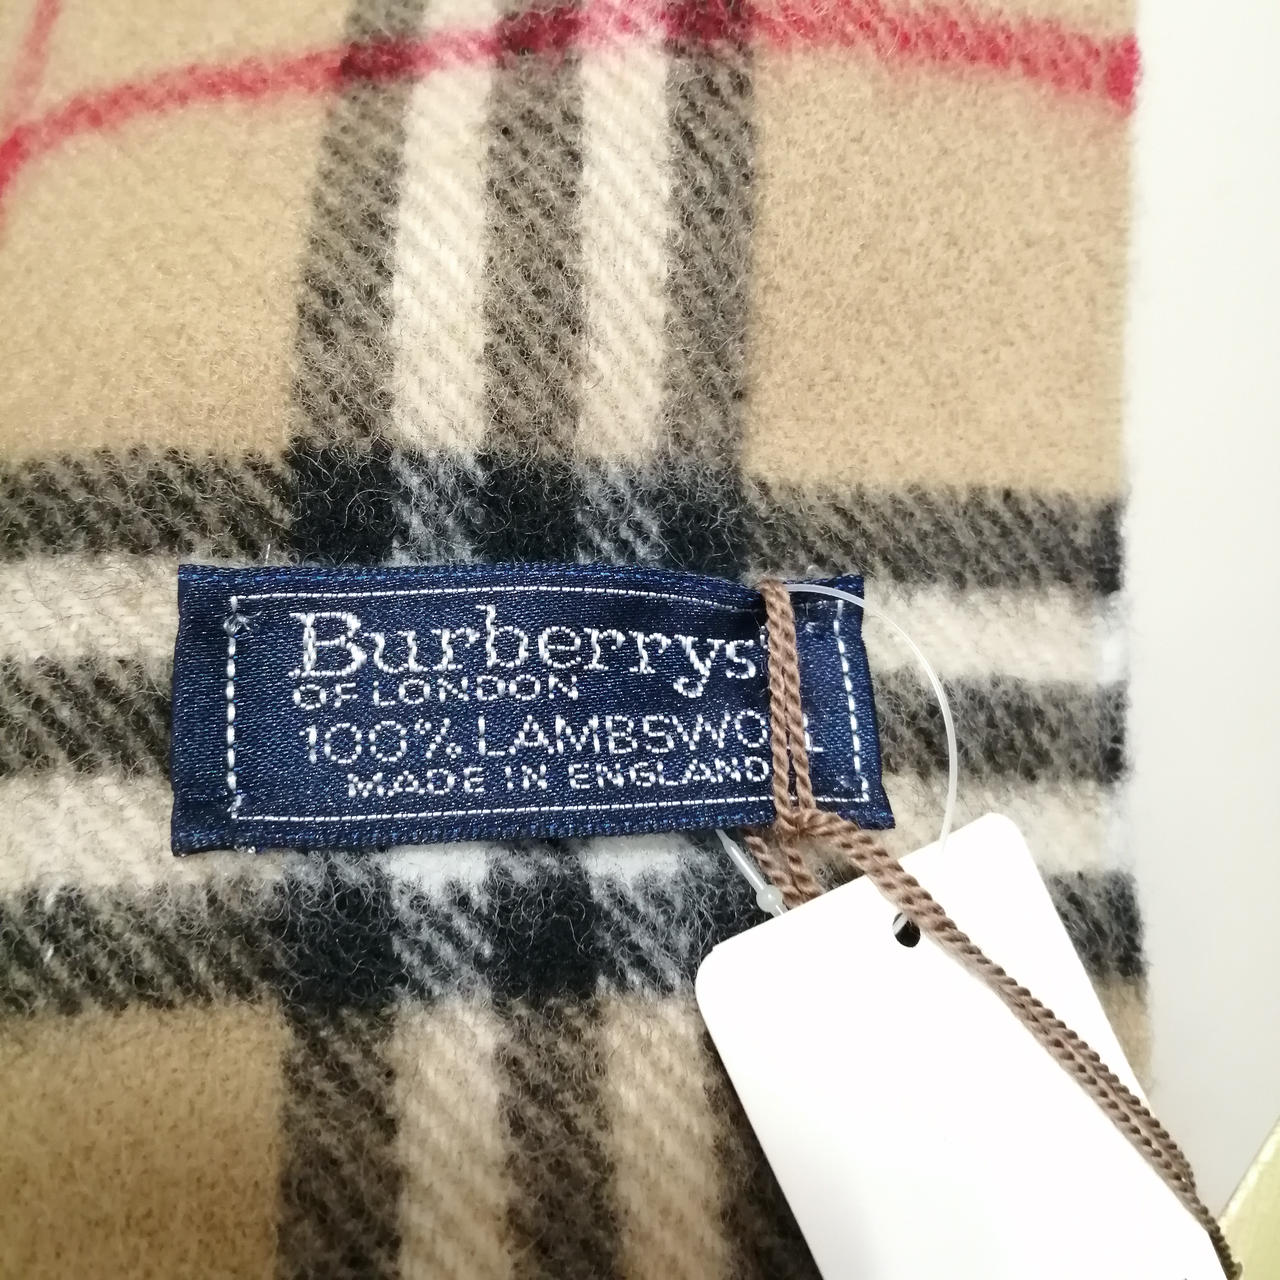 Burberrys
OF LONDON
100% LAMBSWOOL
MADE IN ENGLAND